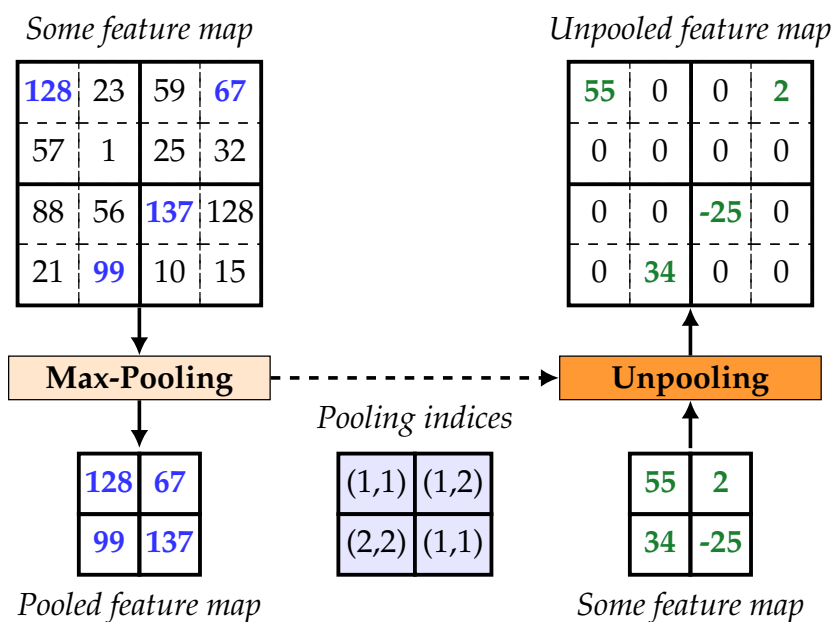 Some feature map
128 23 59 67
57 1 25 32
88 56 137 128
21 99 10 15
Max-Pooling
128 67
99 137
Pooled feature map
Pooling indices
(1,1) (1,2)
(2,2) (1,1)
Unpooled feature map
55 0 0 2
0 0 0 0
0 0 -25 0
0 34 0 0
Unpooling
55 2
34 -25
Some feature map